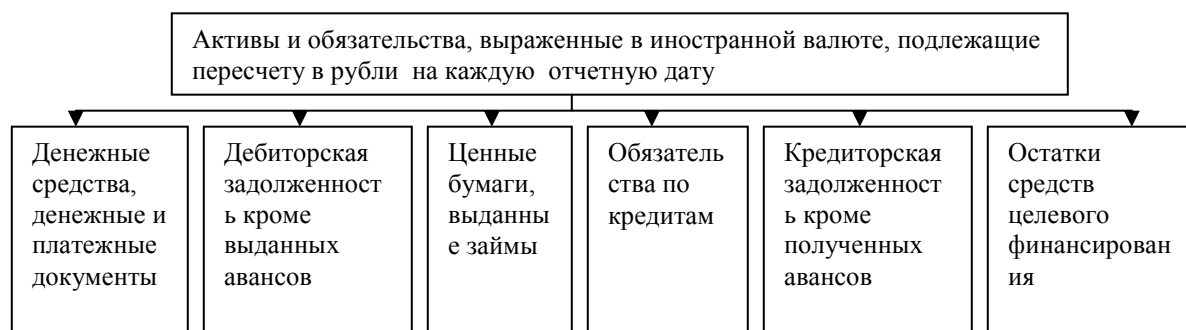 Активы и обязательства, выраженные в иностранной валюте, подлежащие
пересчету в рубли на каждую отчетную дату
Денежные
средства,
денежные и
платежные
документы
Дебиторская
задолженност
ь кроме
выданных
авансов
Ценные
бумаги,
выданны
е займы
Обязатель
ства по
кредитам
Кредиторская
задолженност
ь кроме
полученных
авансов
Остатки
средств
целевого
финансирован
ия